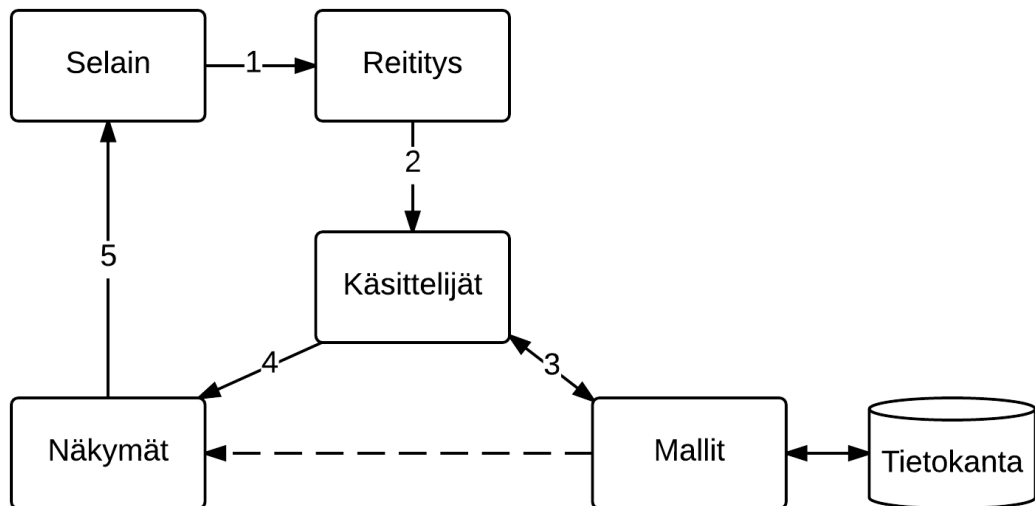 Selain
1
Reititys
2
5
Käsittelijät
4
3
Näkymät
Mallit
Tietokanta